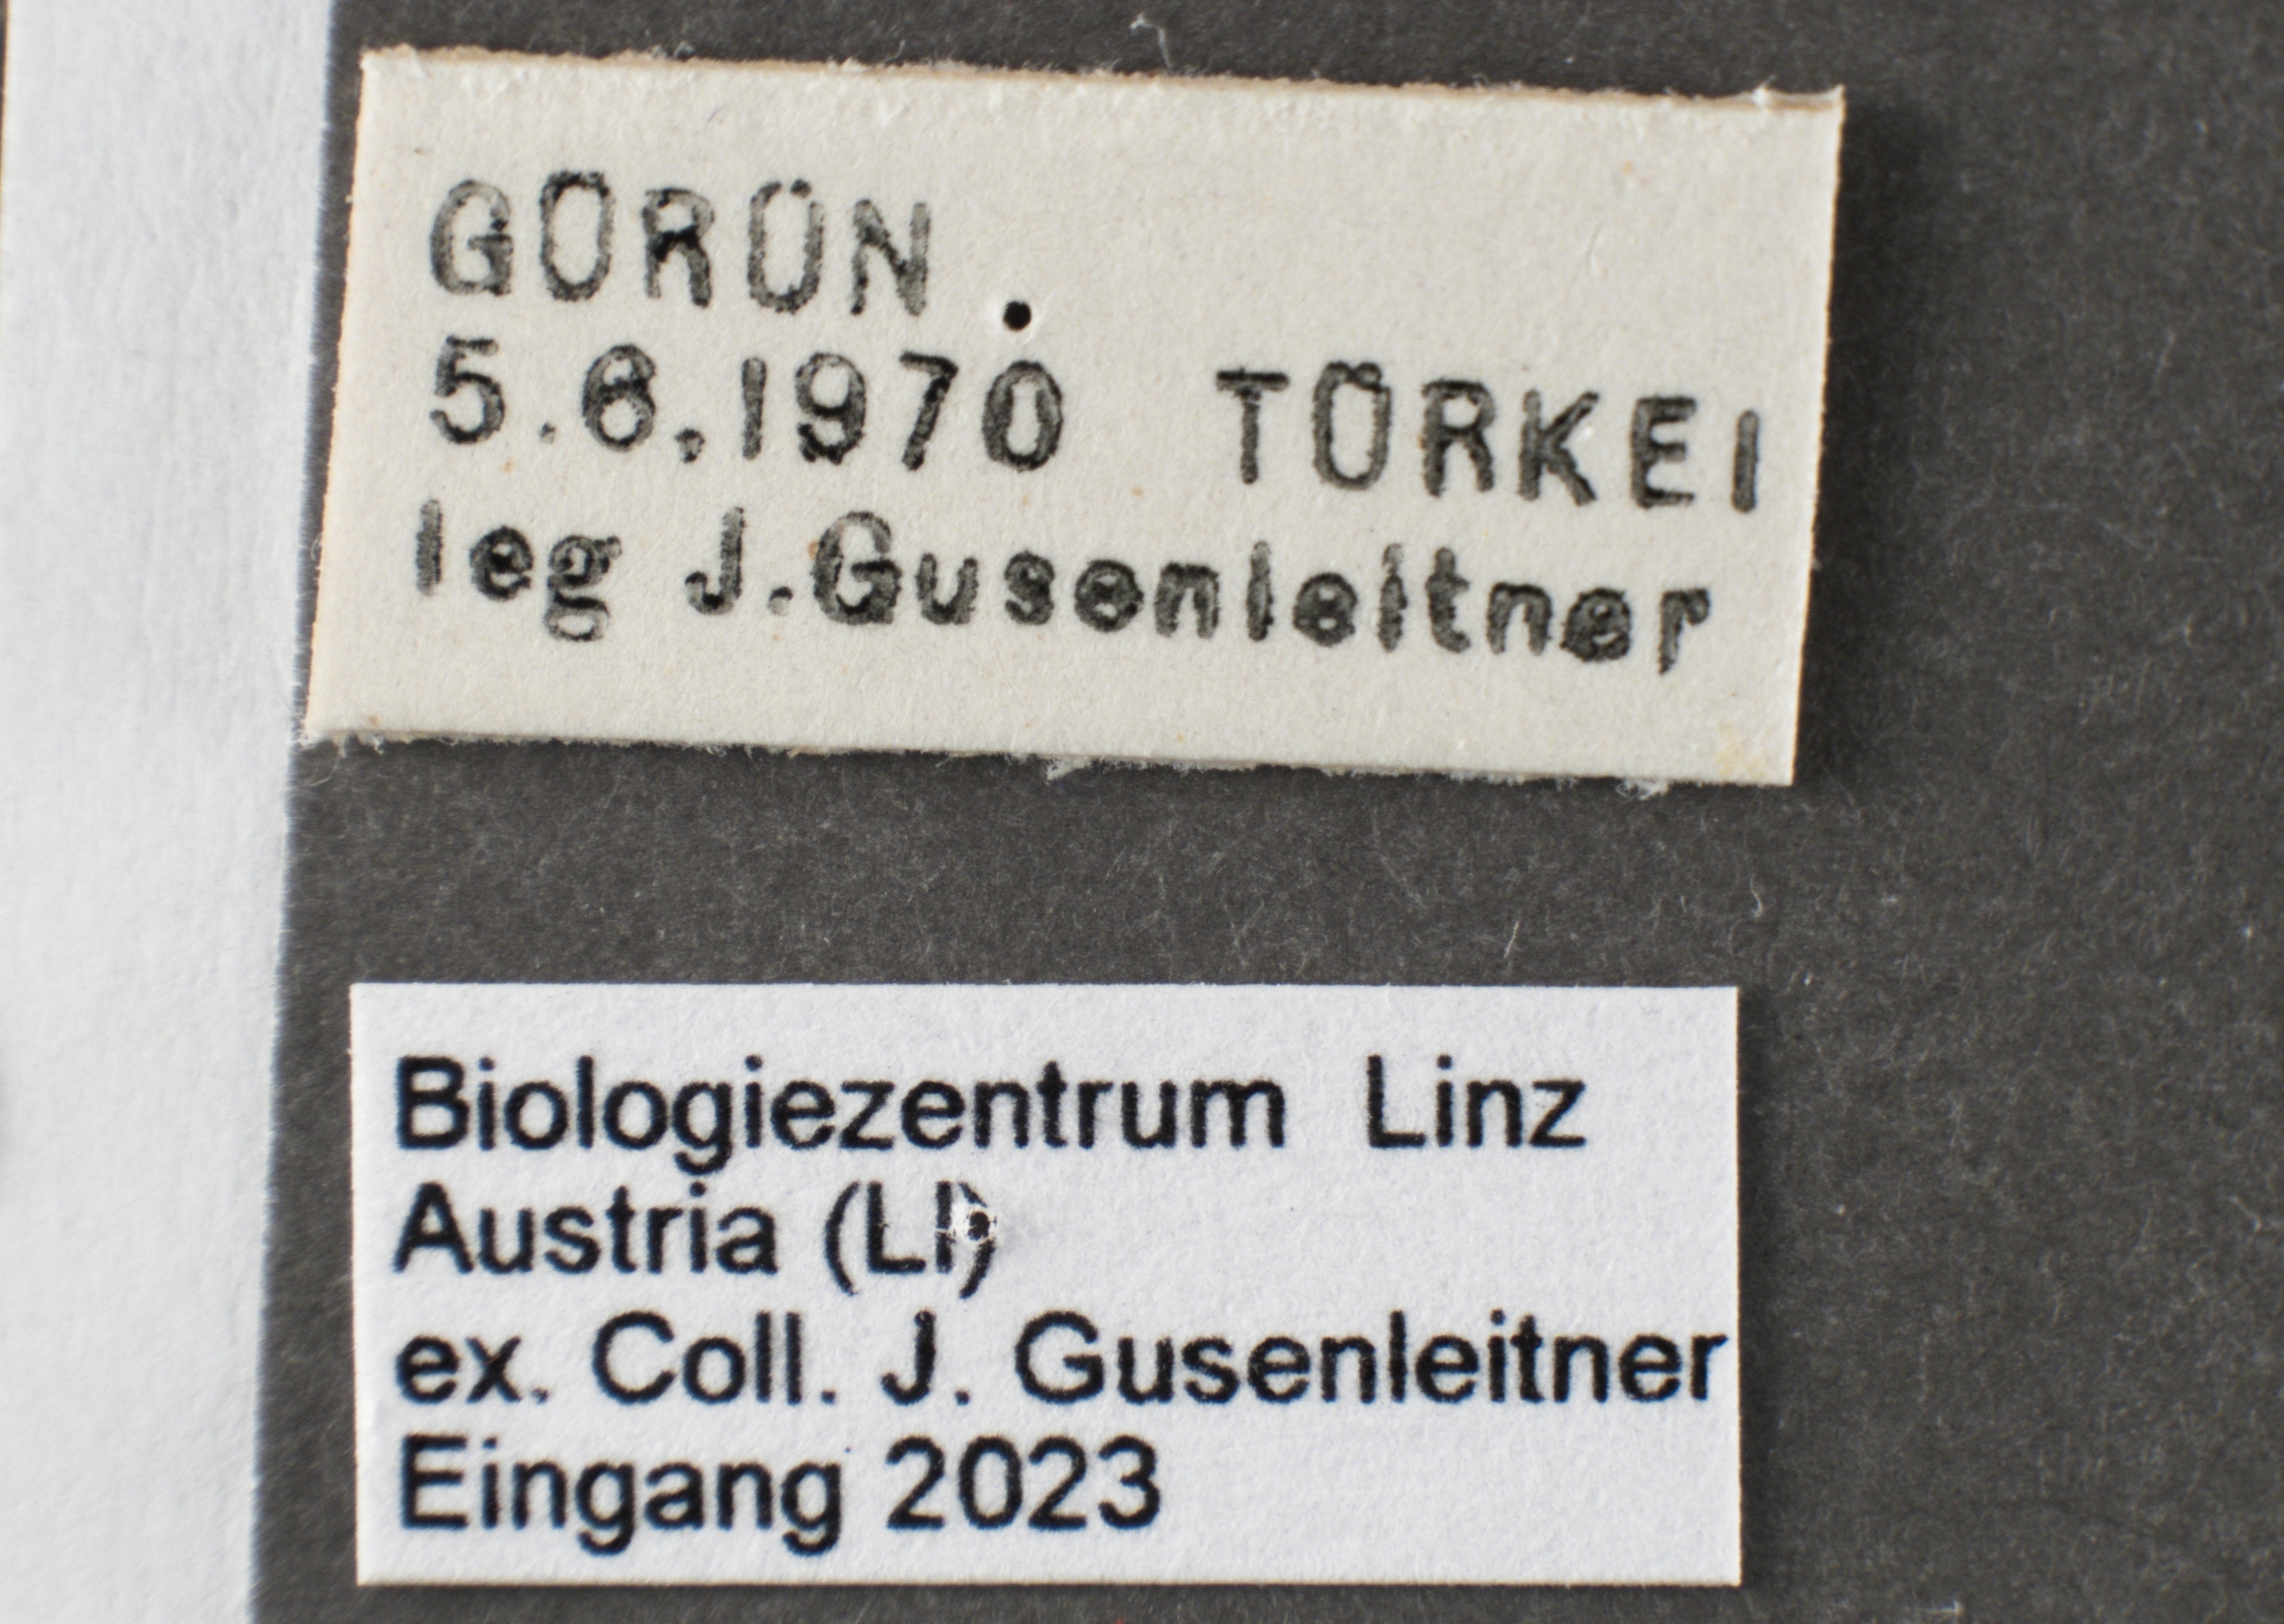 GÜRÜN
5.6.1970 TÜRKEI
leg J.Gusenleitner
Biologiezentrum Linz
Austria (LI)
ex. Coll. J. Gusenleitner
Eingang 2023